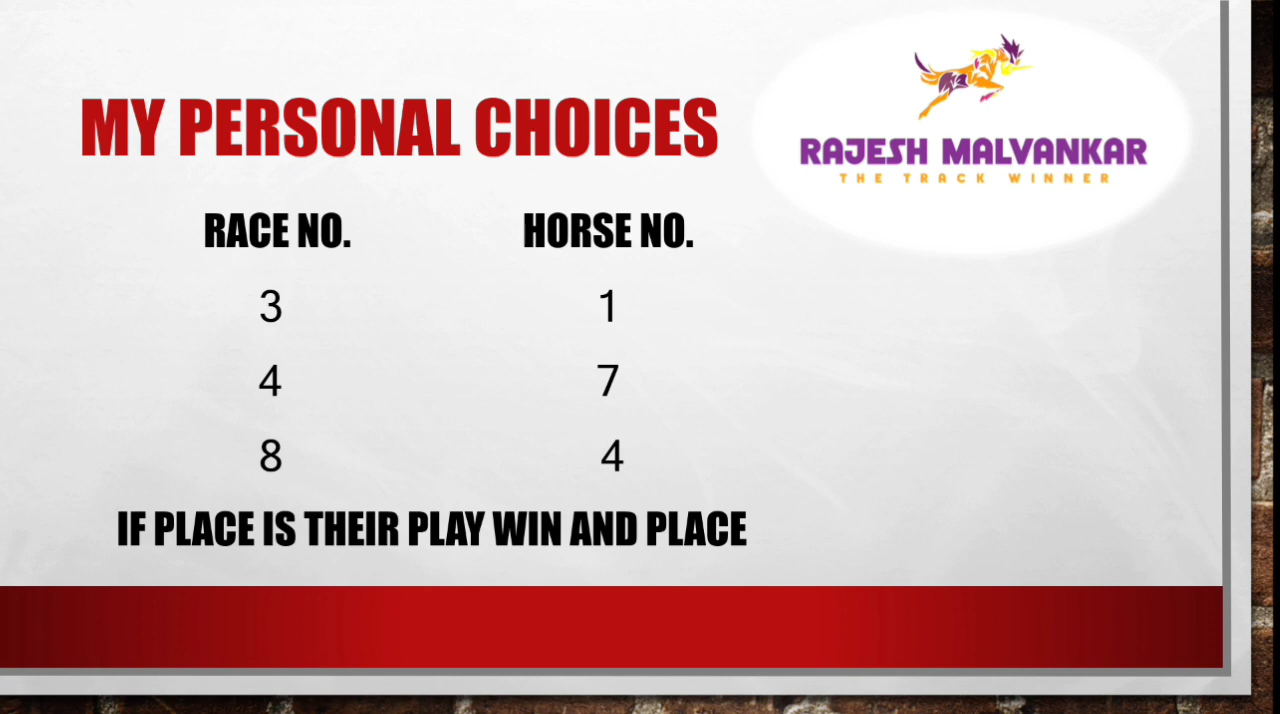 MY PERSONAL CHOICES
RAJESH MALVANKAR
THE TRACK WINNER
RACE NO. HORSE NO.
3 1
4 7
8 4
IF PLACE IS THEIR PLAY WIN AND PLACE